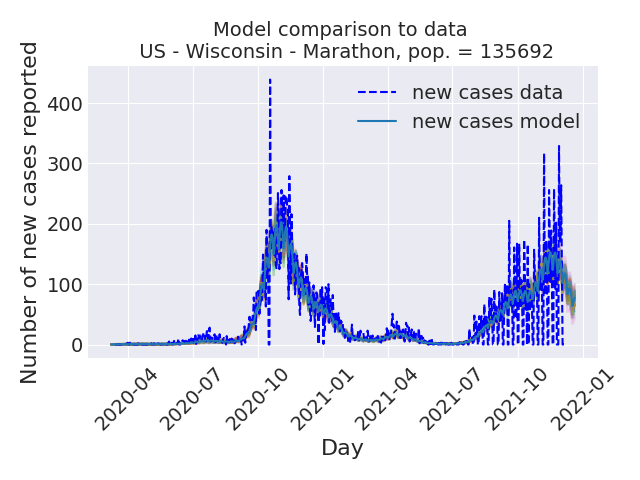 Model comparison to data
US - Wisconsin - Marathon, pop. = 135692
Number of new cases reported
400
300
200
100
0
new cases data
new cases model
2020-04
2020-07
2020-10
2021-01
2021-04
2021-07
2021-10
2022-01
Day